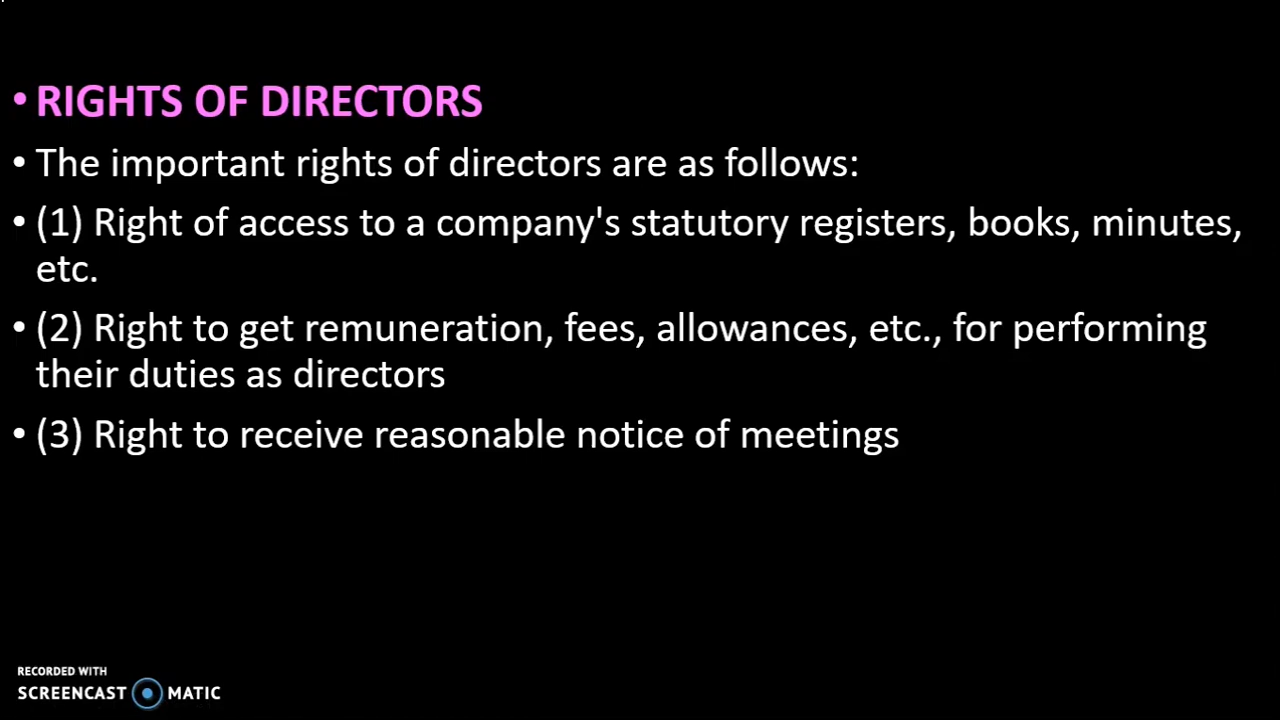 • RIGHTS OF DIRECTORS
• The important rights of directors are as follows:
• (1) Right of access to a company's statutory registers, books, minutes,
etc.
• (2) Right to get remuneration, fees, allowances, etc., for performing
their duties as directors
• (3) Right to receive reasonable notice of meetings
RECORDED WITH
SCREENCAST MATIC